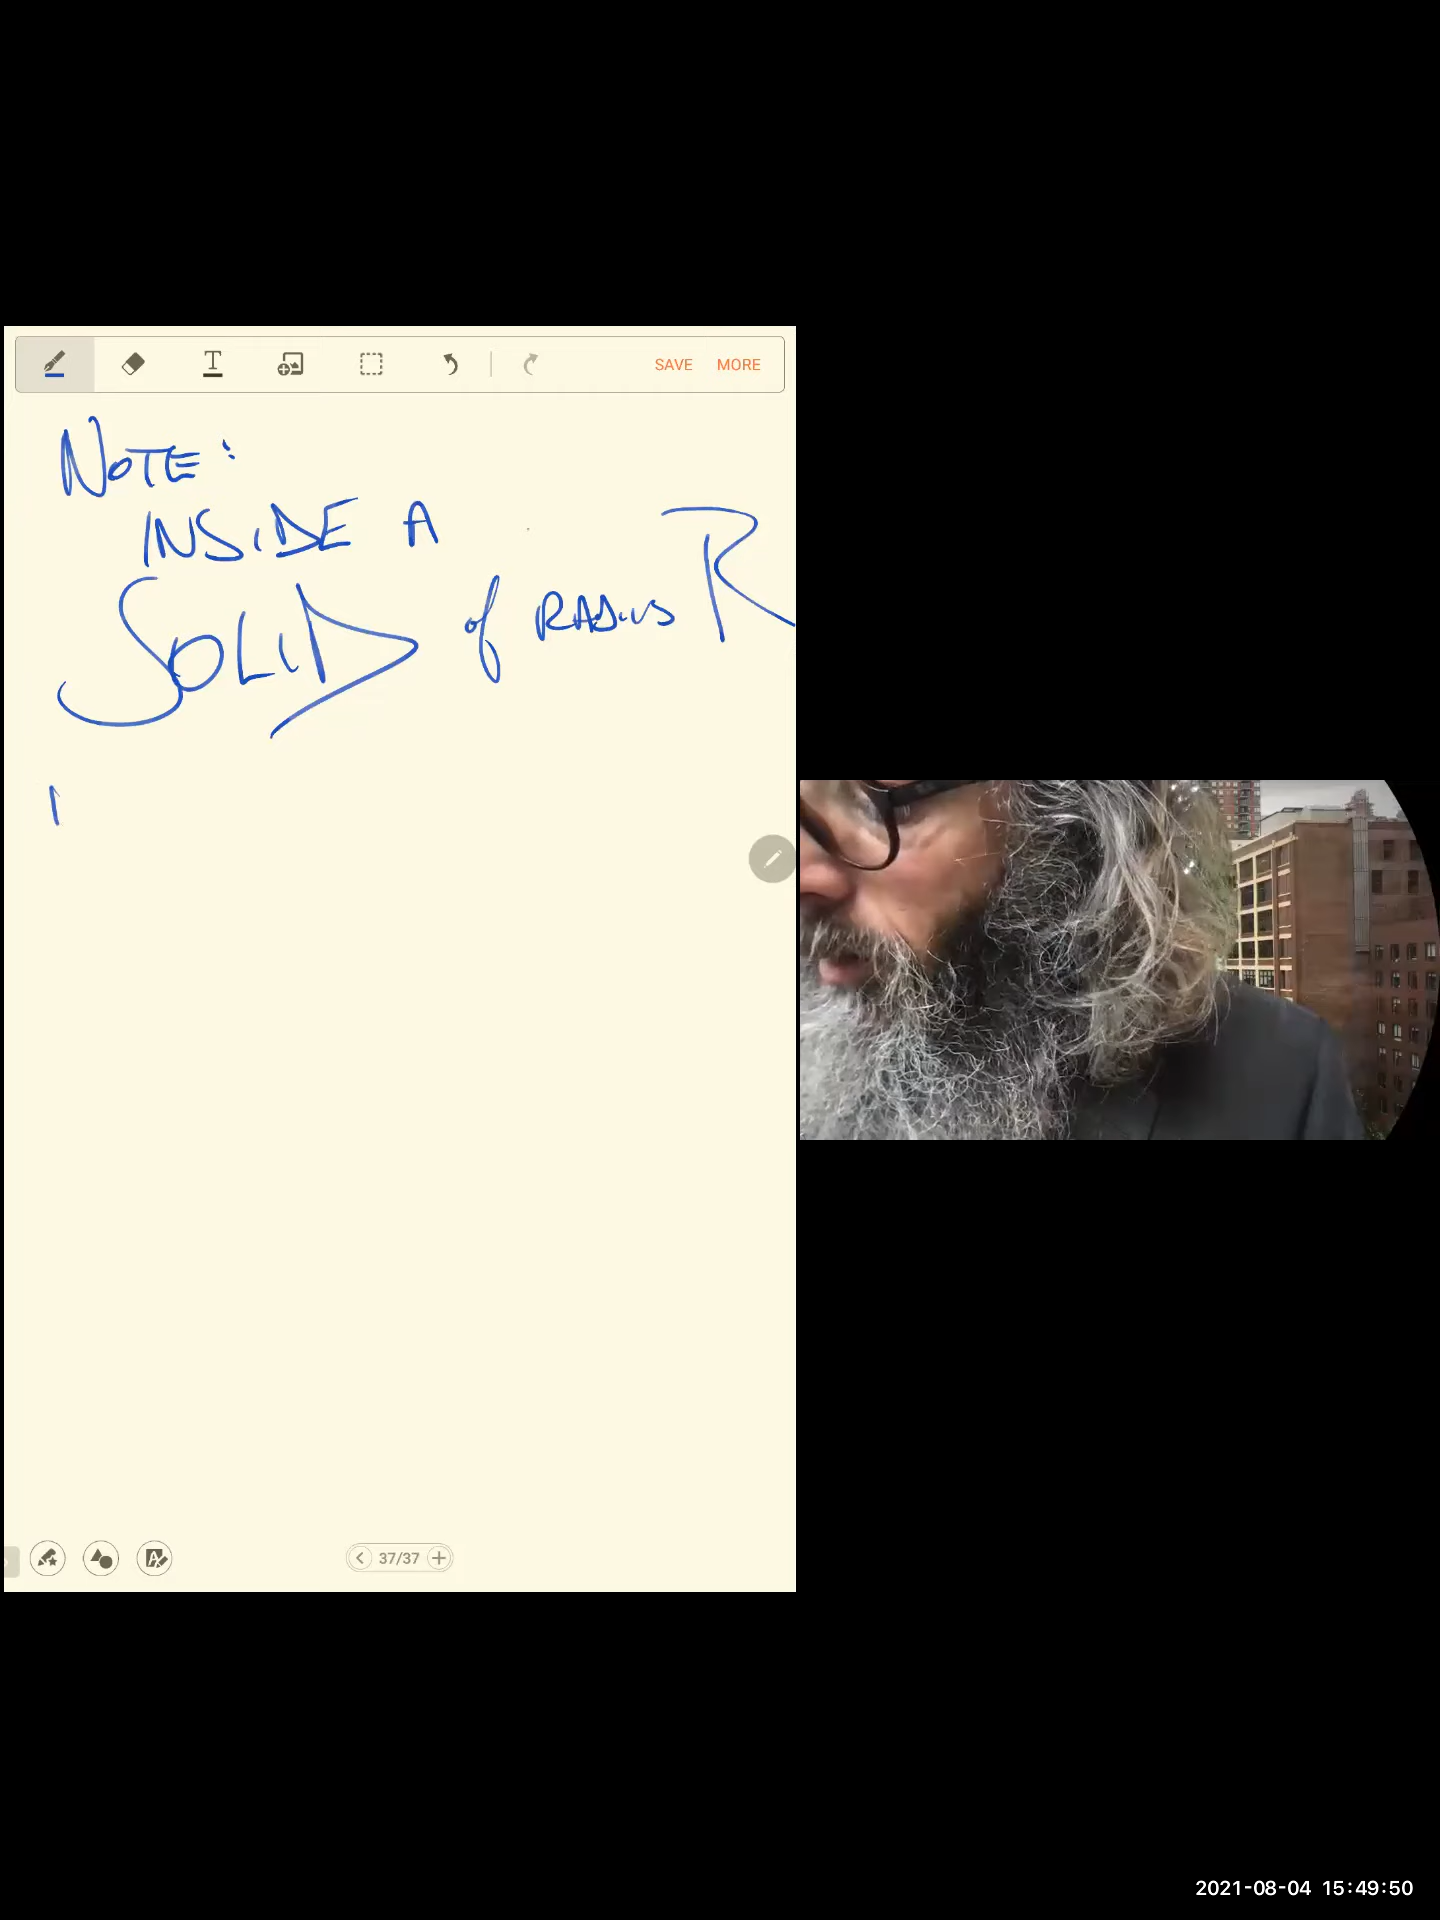 SAVE MORE
NOTE:
INSIDE A
SOLID of RADIUS R
37/37
2021-08-04 15:49:50